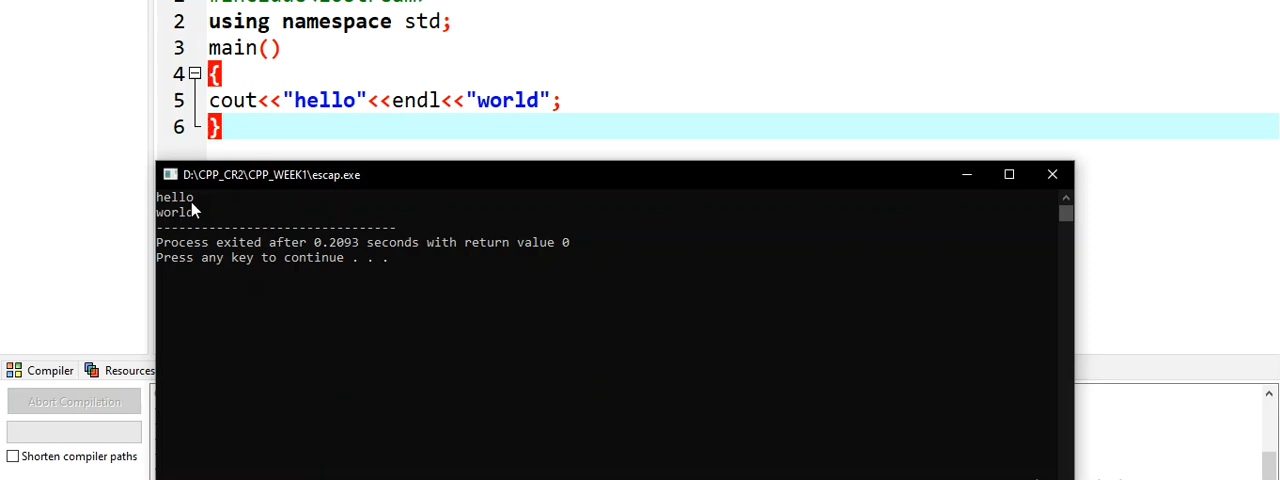 2 using namespace std;
3 main()
4 {
5 cout<<"hello"<<endl<<"world";
6 }
D:\CPP_CR2\CPP_WEEK1\escap.exe
hello
world
--------------------------------
Process exited after 0.2093 seconds with return value 0
Press any key to continue . . .
Compiler Resources
Abort Compilation
Shorten compiler paths